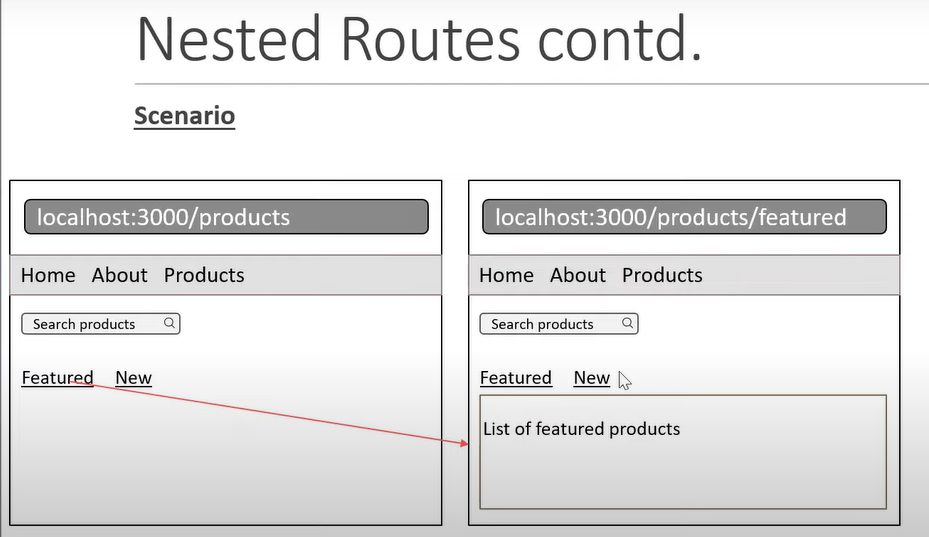 Nested Routes contd.
Scenario
localhost:3000/products
Home About Products
Search products
Featured New
localhost:3000/products/featured
Home About Products
Search products
Featured New
List of featured products